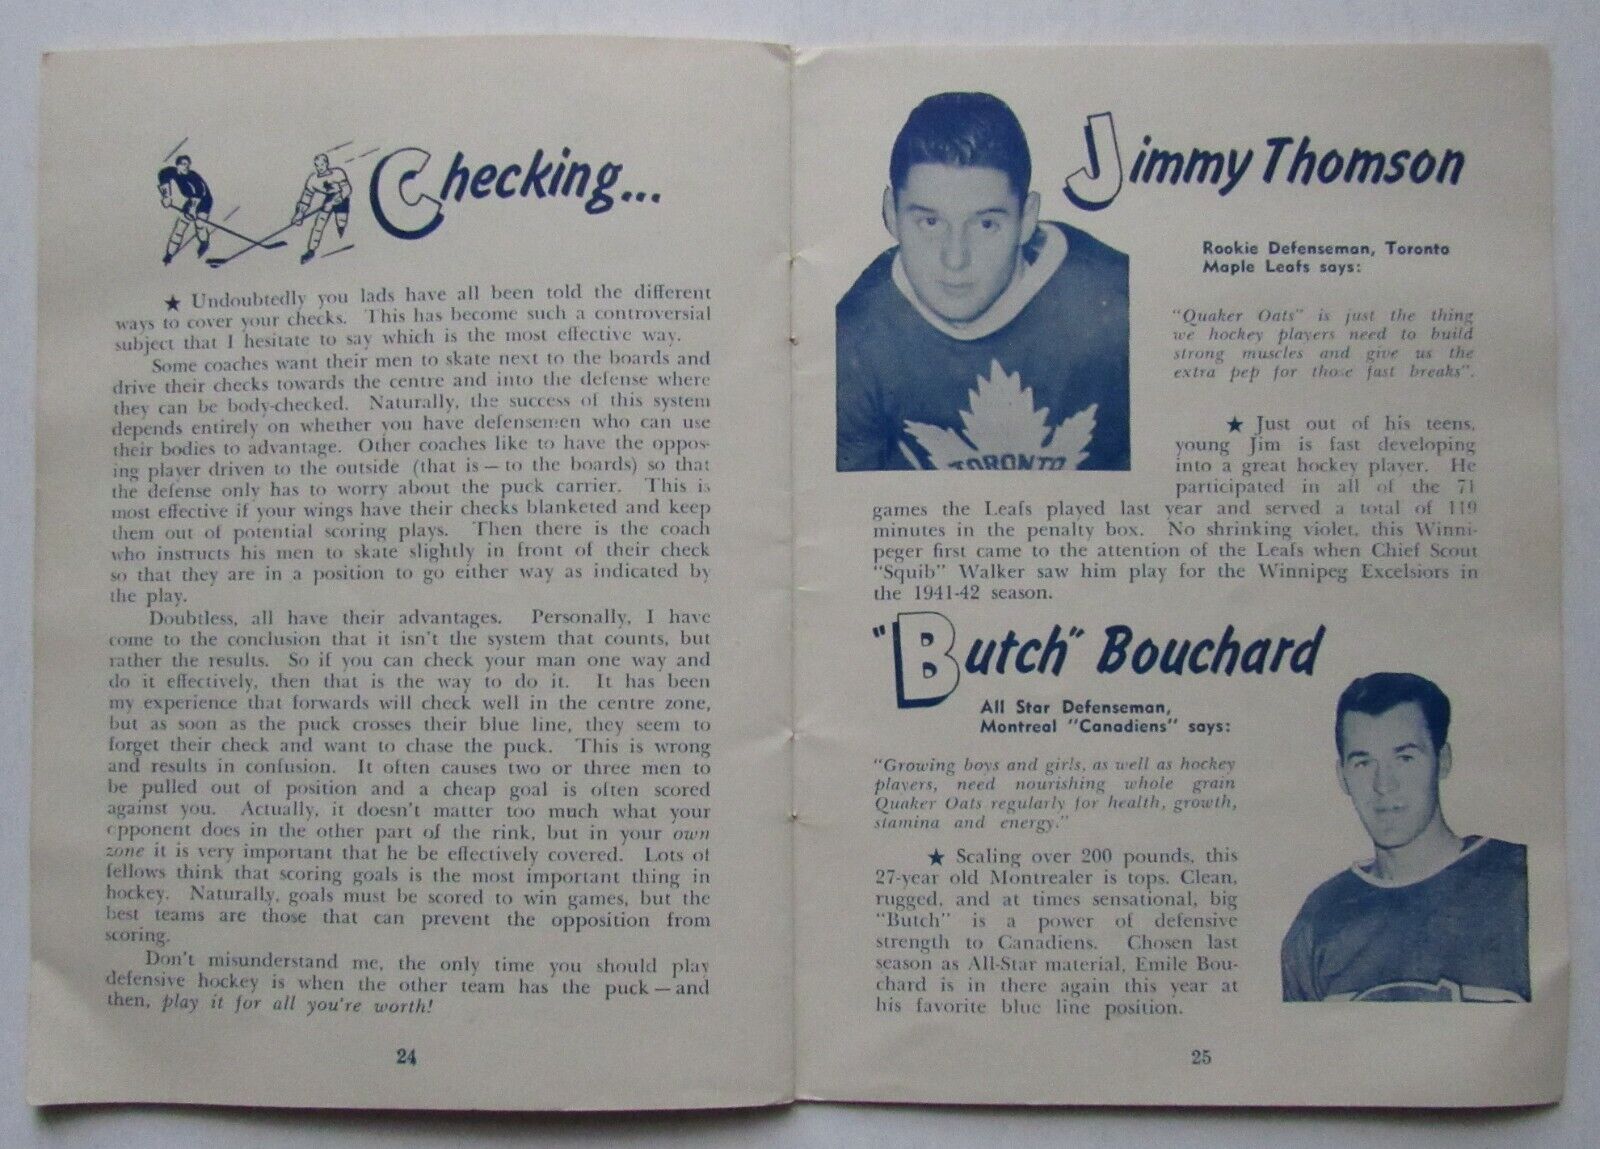 Checking...
★ Undoubtedly you lads have all been told the different
ways to cover your checks. This has become such a controversial
subject that I hesitate to say which is the most effective way.
Some coaches want their men to skate next to the boards and
drive their checks towards the centre and into the defense where
they can be body-checked. Naturally, the success of this system
depends entirely on whether you have defensemen who can use
their bodies to advantage. Other coaches like to have the oppos-
ing player driven to the outside (that is — to the boards) so that
the defense only has to worry about the puck carrier. This is
most effective if your wings have their checks blanketed and keep
them out of potential scoring plays. Then there is the coach
who instructs his men to skate slightly in front of their check
so that they are in a position to go either way as indicated by
the play.
Doubtless, all have their advantages. Personally, I have
come to the conclusion that it isn't the system that counts, but
rather the results. So if you can check your man one way and
do it effectively, then that is the way to do it. It has been
my experience that forwards will check well in the centre zone,
but as soon as the puck crosses their blue line, they seem to
forget their check and want to chase the puck. This is wrong
and results in confusion. It often causes two or three men to
be pulled out of position and a cheap goal is often scored
against you. Actually, it doesn't matter too much what your
opponent does in the other part of the rink, but in your own
zone it is very important that he be effectively covered. Lots of
fellows think that scoring goals is the most important thing in
hockey. Naturally, goals must be scored to win games, but the
best teams are those that can prevent the opposition from
scoring.
Don't misunderstand me, the only time you should play
defensive hockey is when the other team has the puck — and
then, play it for all you're worth!
24
Jimmy Thomson
Rookie Defenseman, Toronto
Maple Leafs says:
"Quaker Oats" is just the thing
we hockey players need to build
strong muscles and give us the
extra pep for those fast breaks".
TORONTO
★ Just out of his teens,
young Jim is fast developing
into a great hockey player. He
participated in all of the 71
games the Leafs played last year and served a total of 119
minutes in the penalty box. No shrinking violet, this Winni-
peger first came to the attention of the Leafs when Chief Scout
"Squib" Walker saw him play for the Winnipeg Excelsiors in
the 1941-42 season.
"Butch" Bouchard
All Star Defenseman,
Montreal "Canadiens" says:
"Growing boys and girls, as well as hockey
players, need nourishing whole grain
Quaker Oats regularly for health, growth,
stamina and energy."
★ Scaling over 200 pounds, this
27-year old Montrealer is tops. Clean,
rugged, and at times sensational, big
"Butch" is a power of defensive
strength to Canadiens. Chosen last
season as All-Star material, Emile Bou-
chard is in there again this year at
his favorite blue line position.
25